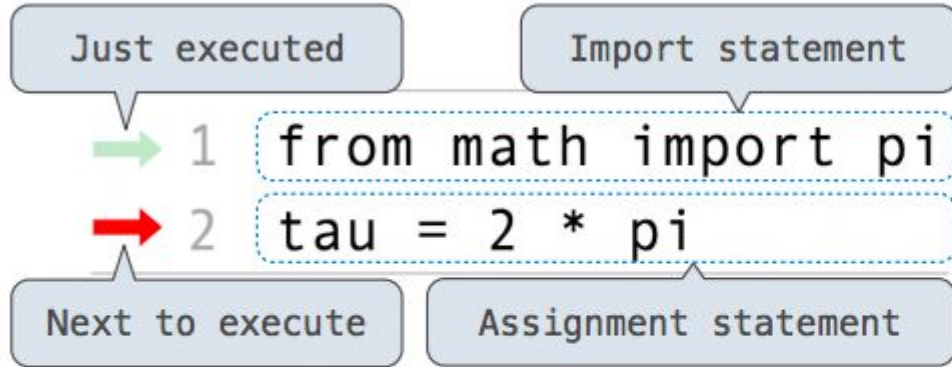 Just executed
Import statement
1 from math import pi
2 tau = 2 * pi
Next to execute
Assignment statement